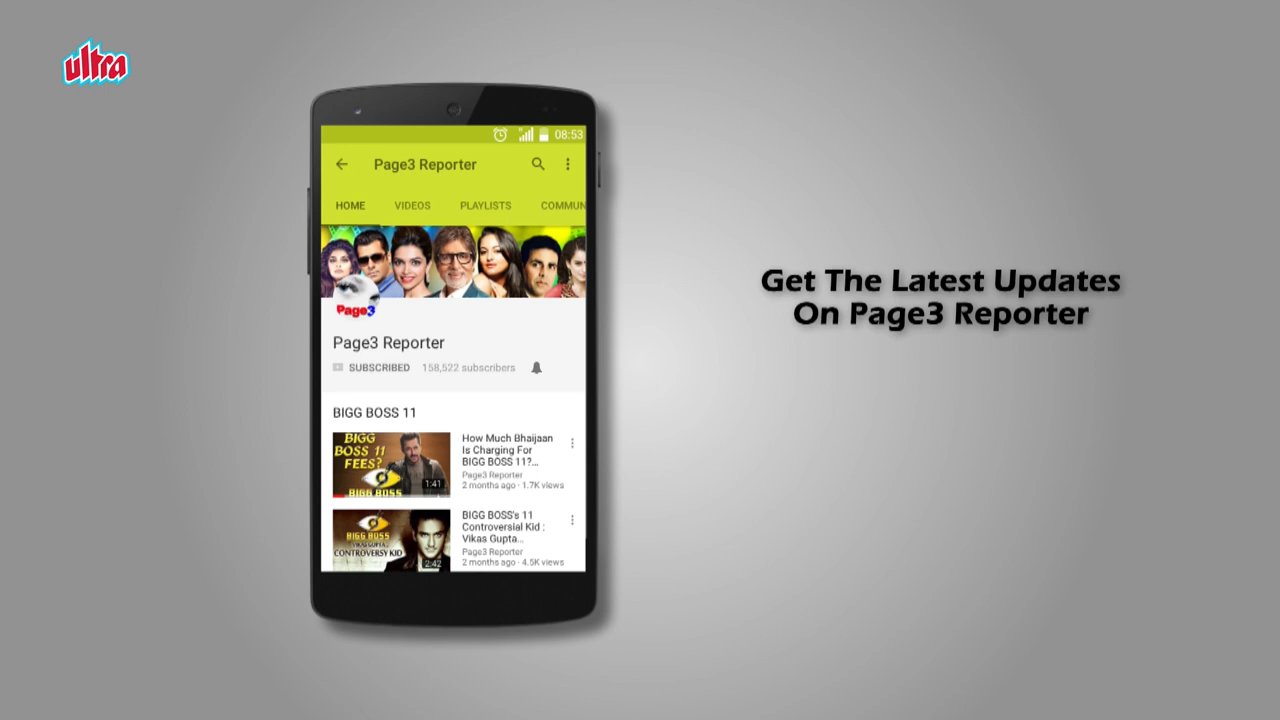 ultra
08:53
Page3 Reporter
HOME VIDEOS PLAYLISTS COMMUN
Page3
Page3 Reporter
SUBSCRIBED 158,522 subscribers
BIGG BOSS 11
BIGG
BOSS 11
FEES?
BIGG BOSS
1:41
How Much Bhaijaan
Is Charging For
BIGG BOSS 11?...
Page3 Reporter
2 months ago · 1.7K views
BIGG BOSS
VIKAS GUPTA
CONTROVERSY KID
2:42
BIGG BOSS's 11
Controversial Kid :
Vikas Gupta...
Page3 Reporter
2 months ago · 4.5K views
Get The Latest Updates
On Page3 Reporter